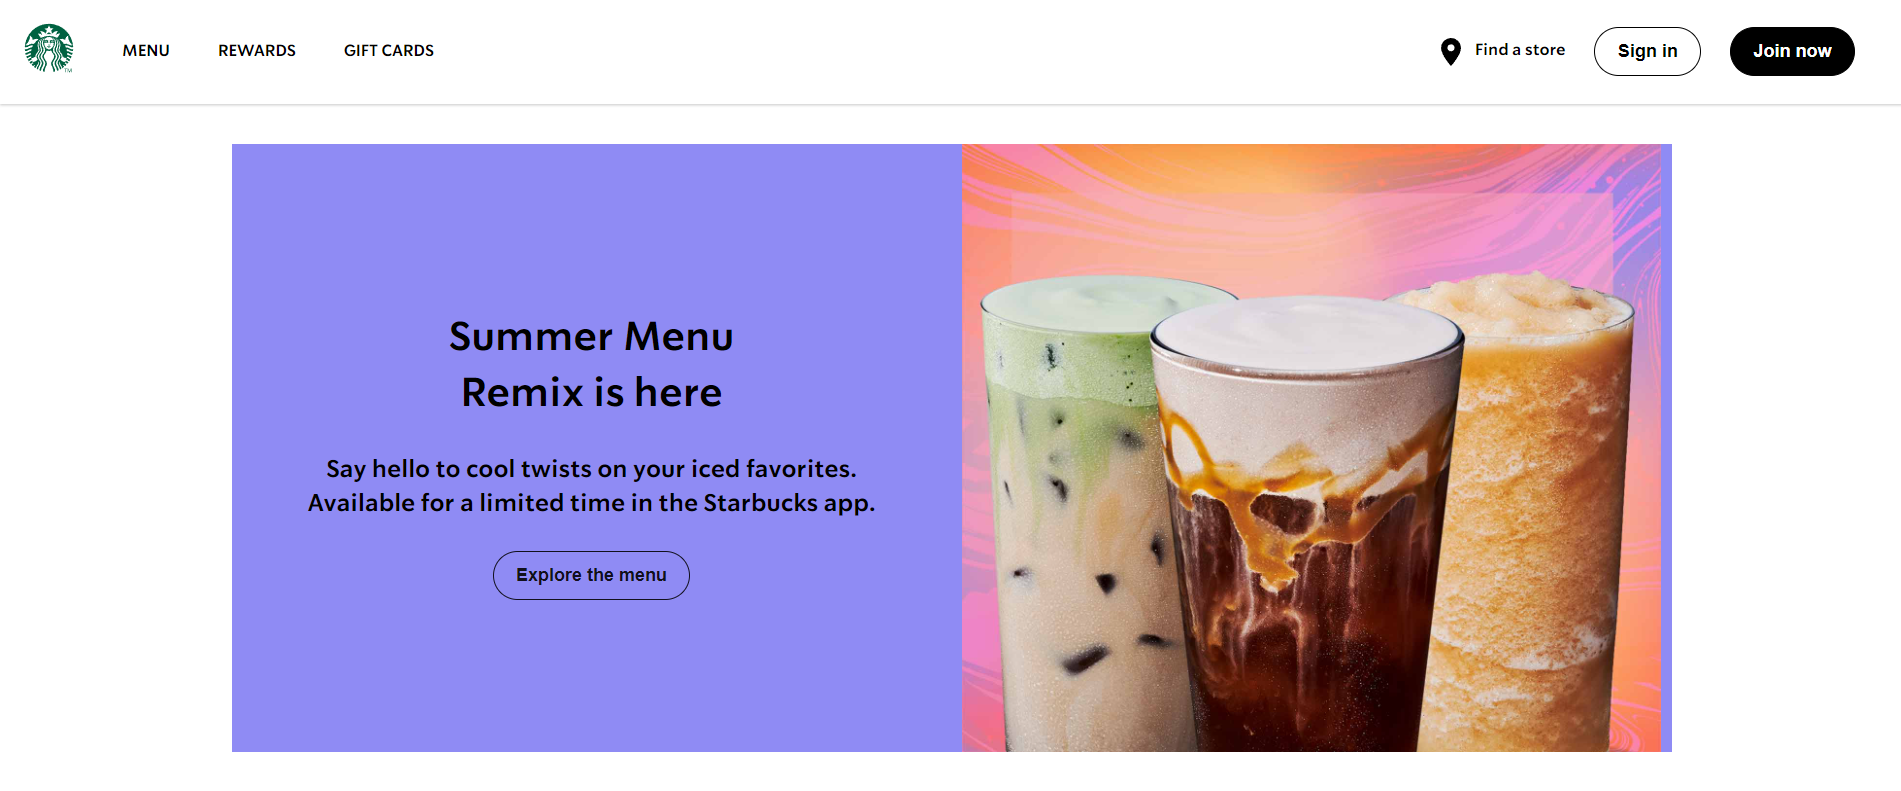 MENU
REWARDS
GIFT CARDS
Find a store
Sign in
Join now
Summer Menu
Remix is here
Say hello to cool twists on your iced favorites.
Available for a limited time in the Starbucks app.
Explore the menu
TM